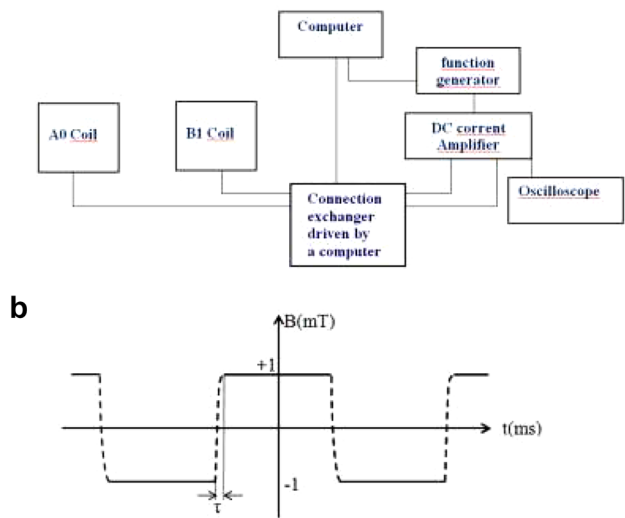 Computer
function
generator
A0 Coil
B1 Coil
DC corrent
Amplifier
Oscilloscope
Connection
exchanger
driven by
a computer
b
B(mT)
+1
t(ms)
-1
τ